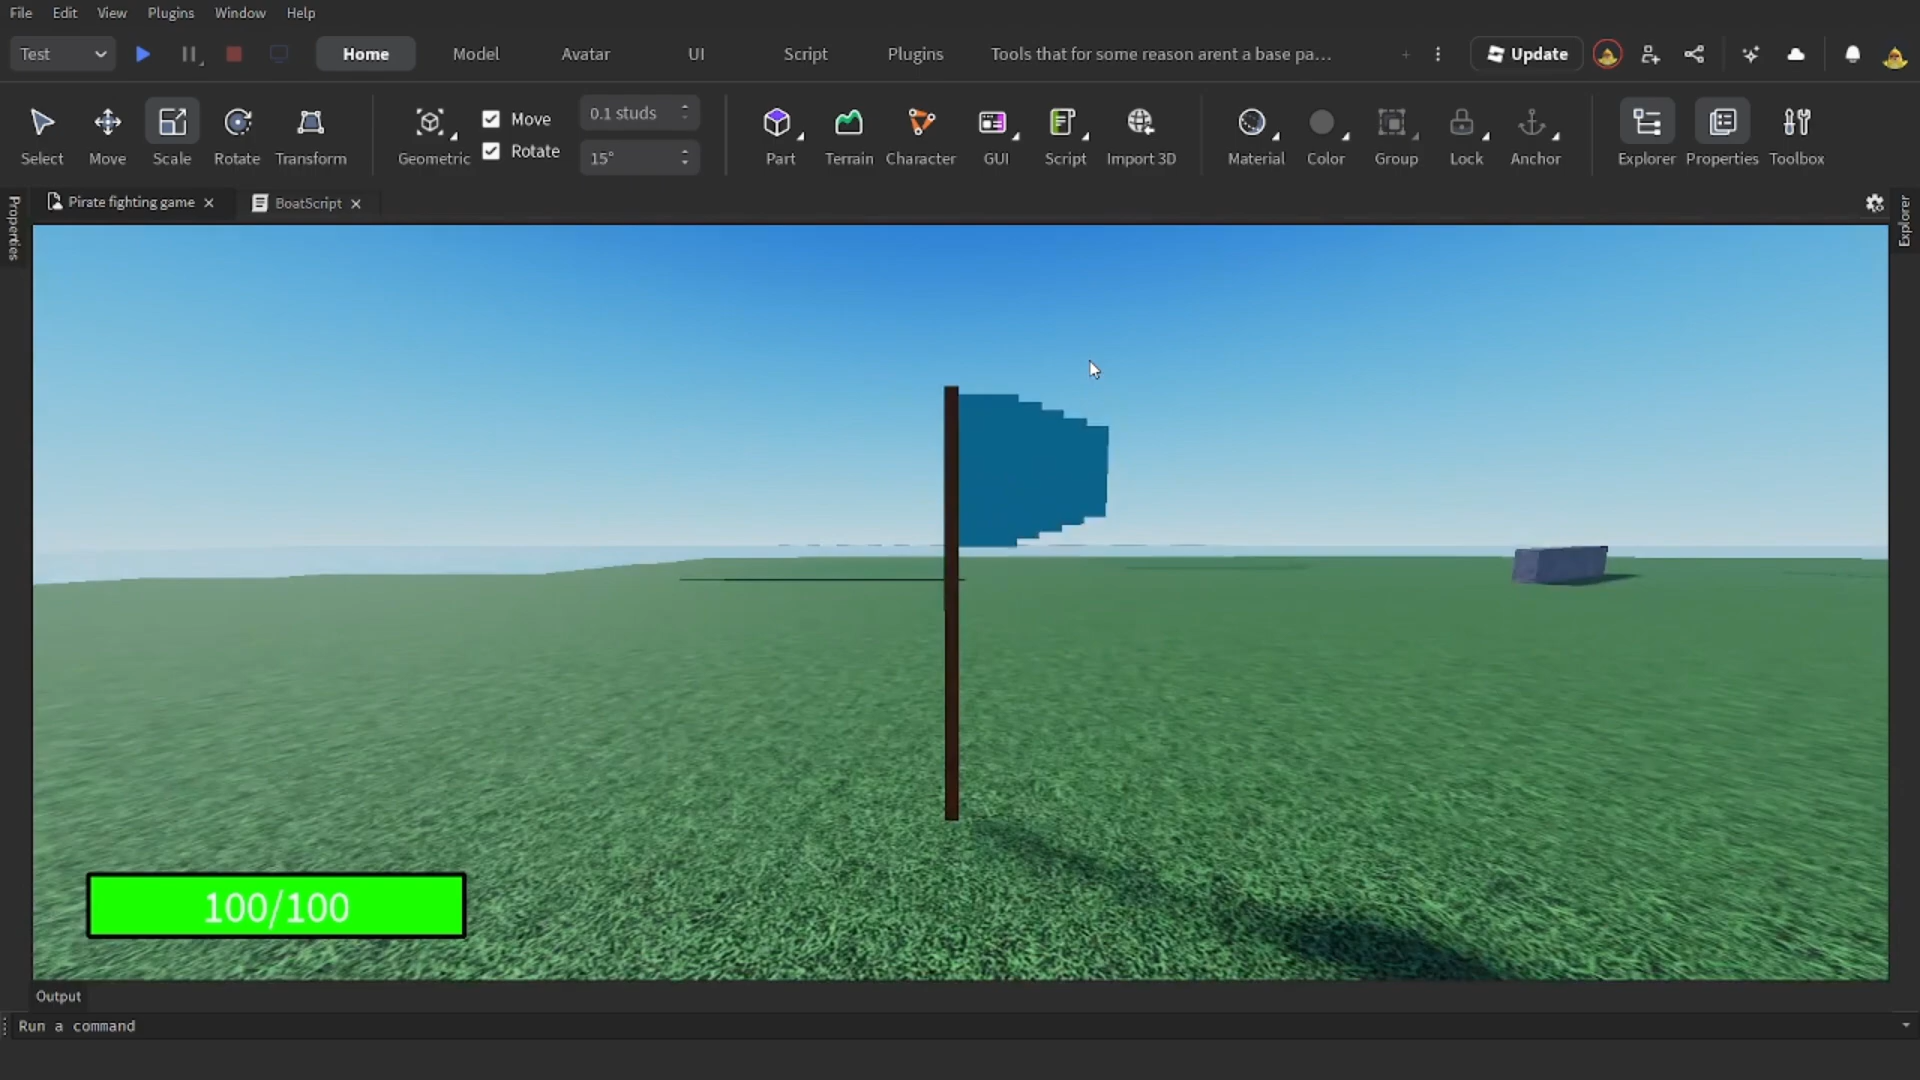 File Edit View Plugins Window Help
Test Home Model Avatar UI Script Plugins Tools that for some reason arent a base pa... Update
Move 0.1 studs
Rotate 15°
Select Move Scale Rotate Transform Geometric Part Terrain Character GUI Script Import 3D Material Color Group Lock Anchor Explorer Properties Toolbox
Pirate fighting game BoatScript
Properties
Explorer
100/100
Output
Run a command